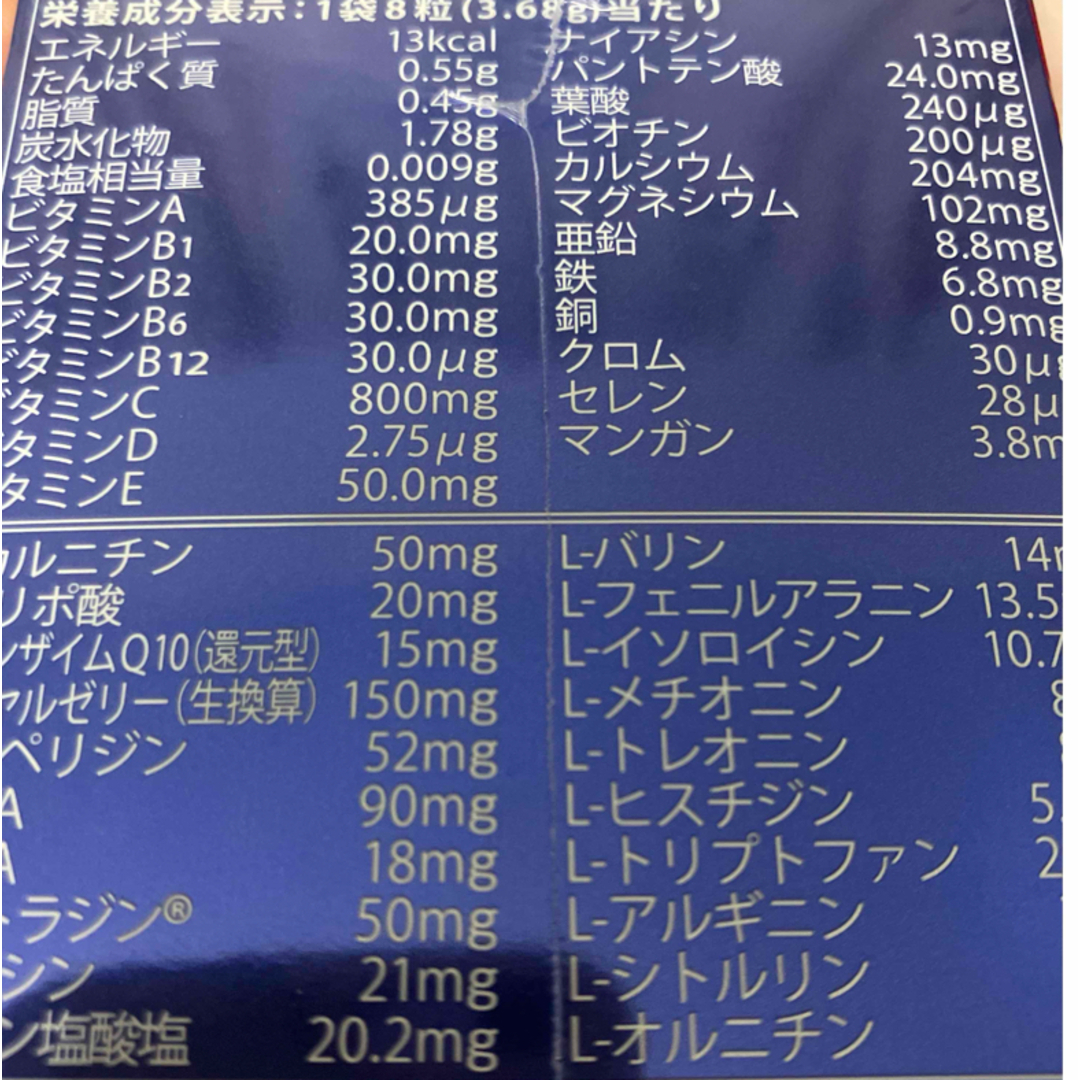 栄養成分表示：1袋8粒(3.68g)当たり
エネルギー 13kcal
たんぱく質 0.55g
脂質 0.45g
炭水化物 1.78g
食塩相当量 0.009g
ビタミンA 385μg
ビタミンB1 20.0mg
ビタミンB2 30.0mg
ビタミンB6 30.0mg
ビタミンB12 30.0μg
ビタミンC 800mg
タミンD 2.75μg
タミンE 50.0mg
ナイアシン 13mg
パントテン酸 24.0mg
葉酸 240μg
ビオチン 200μg
カルシウム 204mg
マグネシウム 102mg
亜鉛 8.8mg
鉄 6.8mg
銅 0.9mg
クロム 30μg
セレン 28μ
マンガン 3.8m
ルニチン 50mg
リポ酸 20mg
ンザイムQ10(還元型) 15mg
ヤルゼリー(生換算) 150mg
ペリジン 52mg
A 90mg
A 18mg
トラジン® 50mg
シン 21mg
ン塩酸塩 20.2mg
L-バリン 14
L-フェニルアラニン 13.5
L-イソロイシン 10.7
L-メチオニン
L-トレオニン
L-ヒスチジン 5.
L-トリプトファン 2
L-アルギニン
L-シトルリン
L-オルニチン